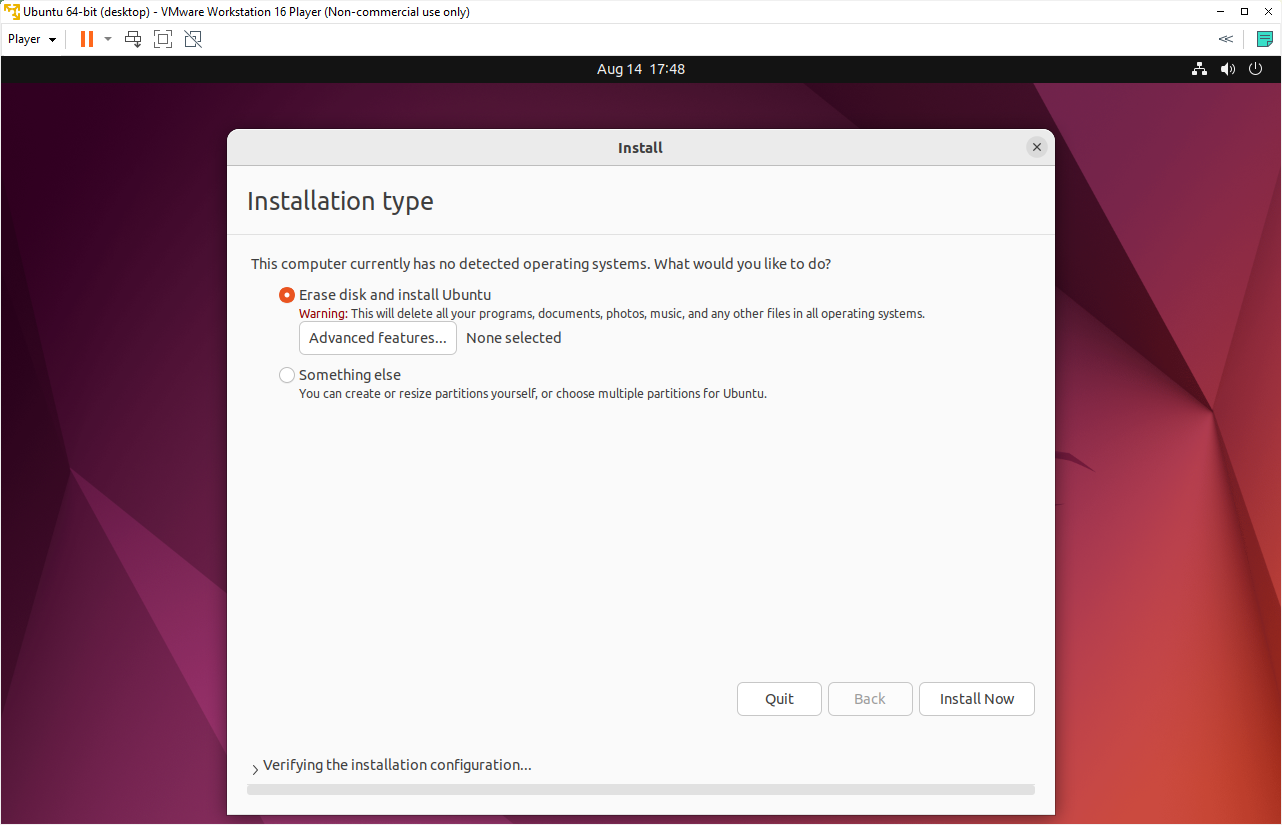 Ubuntu 64-bit (desktop) - VMware Workstation 16 Player (Non-commercial use only)
Player
Aug 14 17:48
Install
Installation type
This computer currently has no detected operating systems. What would you like to do?
Erase disk and install Ubuntu
Warning: This will delete all your programs, documents, photos, music, and any other files in all operating systems.
Advanced features... None selected
Something else
You can create or resize partitions yourself, or choose multiple partitions for Ubuntu.
Quit Back Install Now
Verifying the installation configuration...